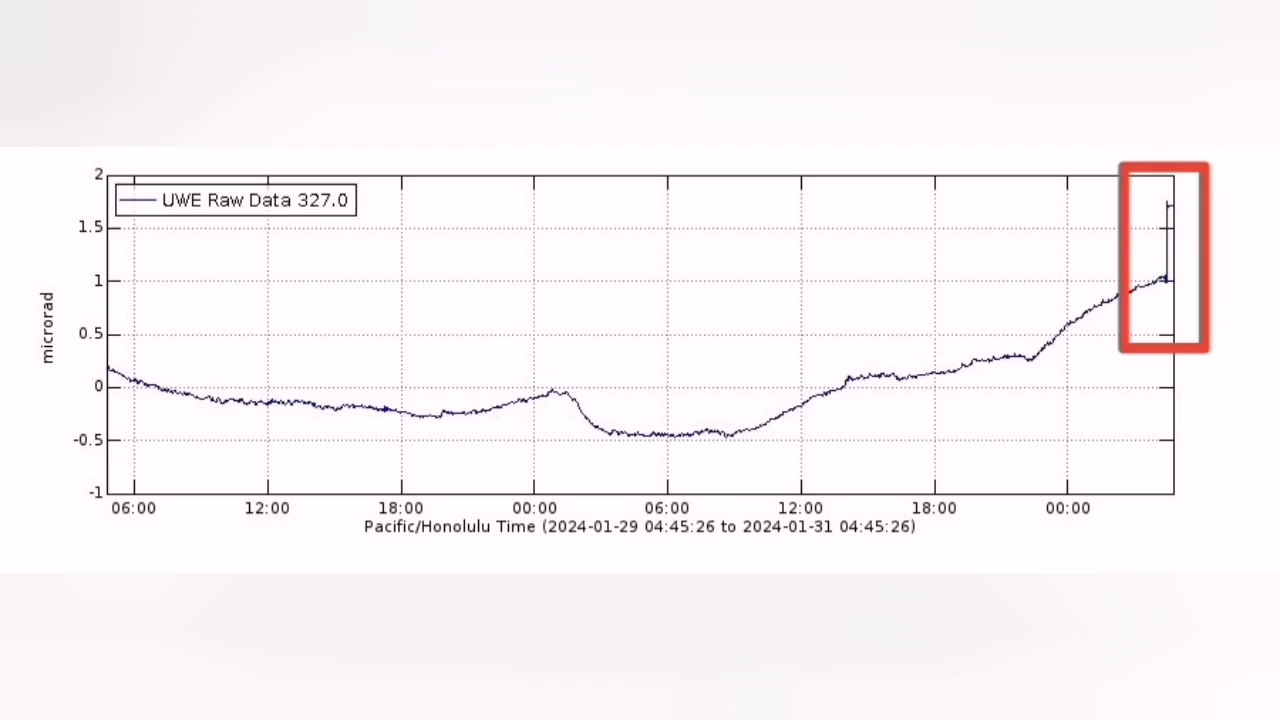 2
UWE Raw Data 327.0
1.5
1
microrad
0.5
0
-0.5
-1
06:00 12:00 18:00 00:00 06:00 12:00 18:00 00:00
Pacific/Honolulu Time (2024-01-29 04:45:26 to 2024-01-31 04:45:26)